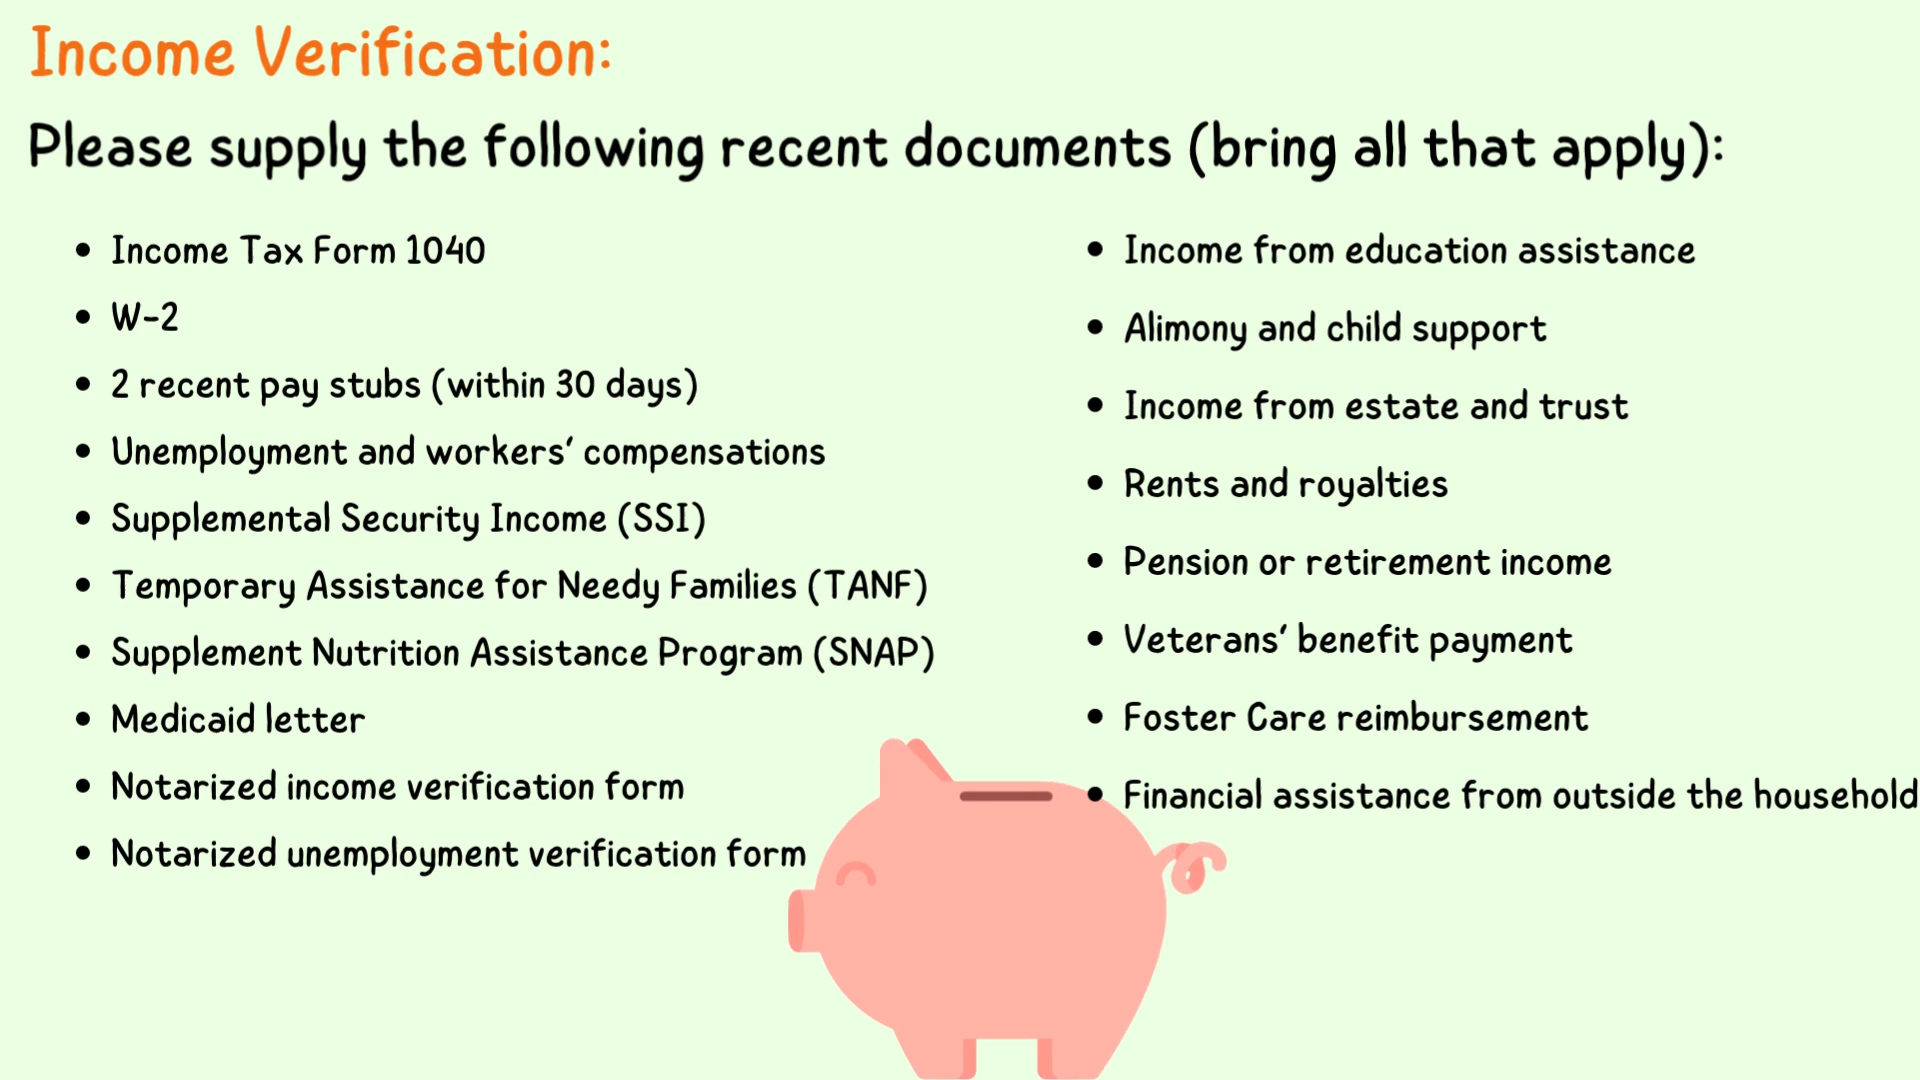 Income Verification:
Please supply the following recent documents (bring all that apply):
• Income Tax Form 1040
• W-2
• 2 recent pay stubs (within 30 days)
• Unemployment and workers' compensations
• Supplemental Security Income (SSI)
• Temporary Assistance for Needy Families (TANF)
• Supplement Nutrition Assistance Program (SNAP)
• Medicaid letter
• Notarized income verification form
• Notarized unemployment verification form
• Income from education assistance
• Alimony and child support
• Income from estate and trust
• Rents and royalties
• Pension or retirement income
• Veterans' benefit payment
• Foster Care reimbursement
• Financial assistance from outside the household